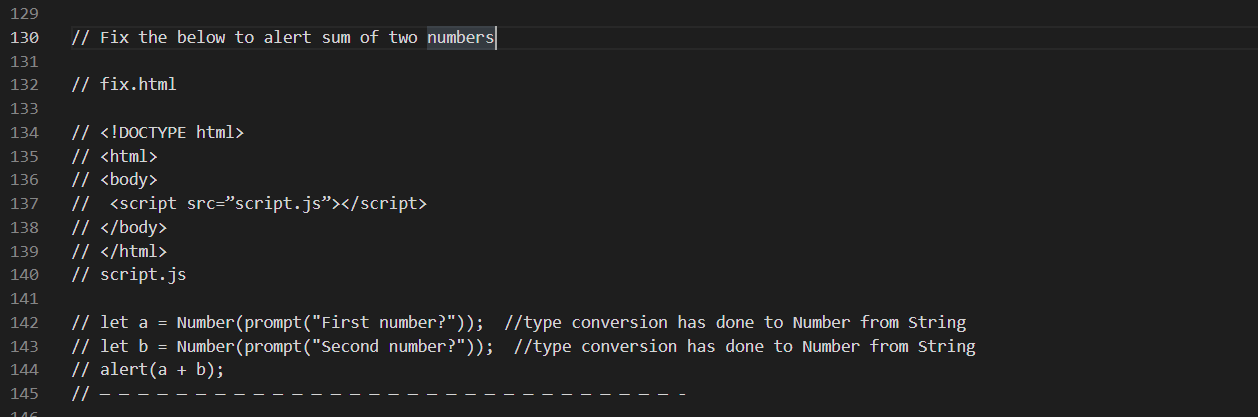 129
130 // Fix the below to alert sum of two numbers
131
132 // fix.html
133
134 // <!DOCTYPE html>
135 // <html>
136 // <body>
137 //  <script src=”script.js”></script>
138 // </body>
139 // </html>
140 // script.js
141
142 // let a = Number(prompt("First number?"));  //type conversion has done to Number from String
143 // let b = Number(prompt("Second number?"));  //type conversion has done to Number from String
144 // alert(a + b);
145 // — — — — — — — — — — — — — — — — — — — — — — — — — — — — — — -
146